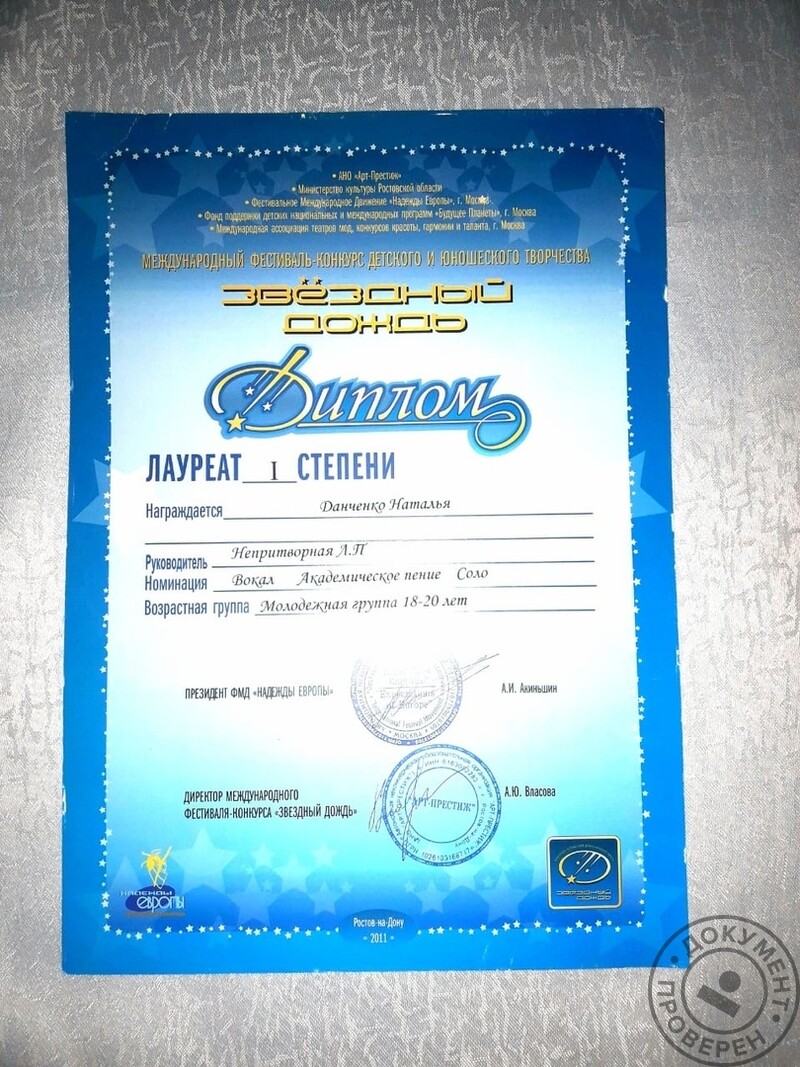 • АНО «Арт-Престиж»
• Министерство культуры Ростовской области
• Фестивальное Международное Движение «Надежды Европы», г. Москва
• Фонд поддержки детских национальных и международных программ «Будущее Планеты», г. Москва
• Международная ассоциация театров мод, конкурсов красоты, гармонии и таланта, г. Москва
МЕЖДУНАРОДНЫЙ ФЕСТИВАЛЬ-КОНКУРС ДЕТСКОГО И ЮНОШЕСКОГО ТВОРЧЕСТВА
ЗВЁЗДНЫЙ
ДОЖДЬ
Диплом
ЛАУРЕАТ I СТЕПЕНИ
Награждается Данченко Наталья
Руководитель Непритворная Л.П
Номинация Вокал Академическое пение Соло
Возрастная группа Молодежная группа 18-20 лет
ПРЕЗИДЕНТ ФМД «НАДЕЖДЫ ЕВРОПЫ»
МОСКВА
А.И. Акиньшин
ДИРЕКТОР МЕЖДУНАРОДНОГО
ФЕСТИВАЛЯ-КОНКУРСА «ЗВЕЗДНЫЙ ДОЖДЬ»
"АРТ-ПРЕСТИЖ"
А.Ю. Власова
НАДЕЖДЫ
ЕВРОПЫ
ЗВЁЗДНЫЙ
ДОЖДЬ
Ростов-на-Дону
- 2011 -
ДОКУМЕНТ
ПРОВЕРЕН